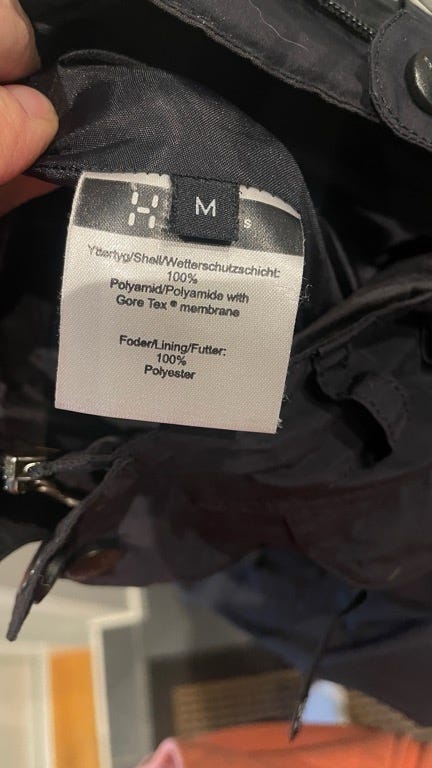 H M s
Yttertyg/Shell/Wetterschutzschicht:
100%
Polyamid/Polyamide with
Gore Tex ® membrane
Foder/Lining/Futter:
100%
Polyester